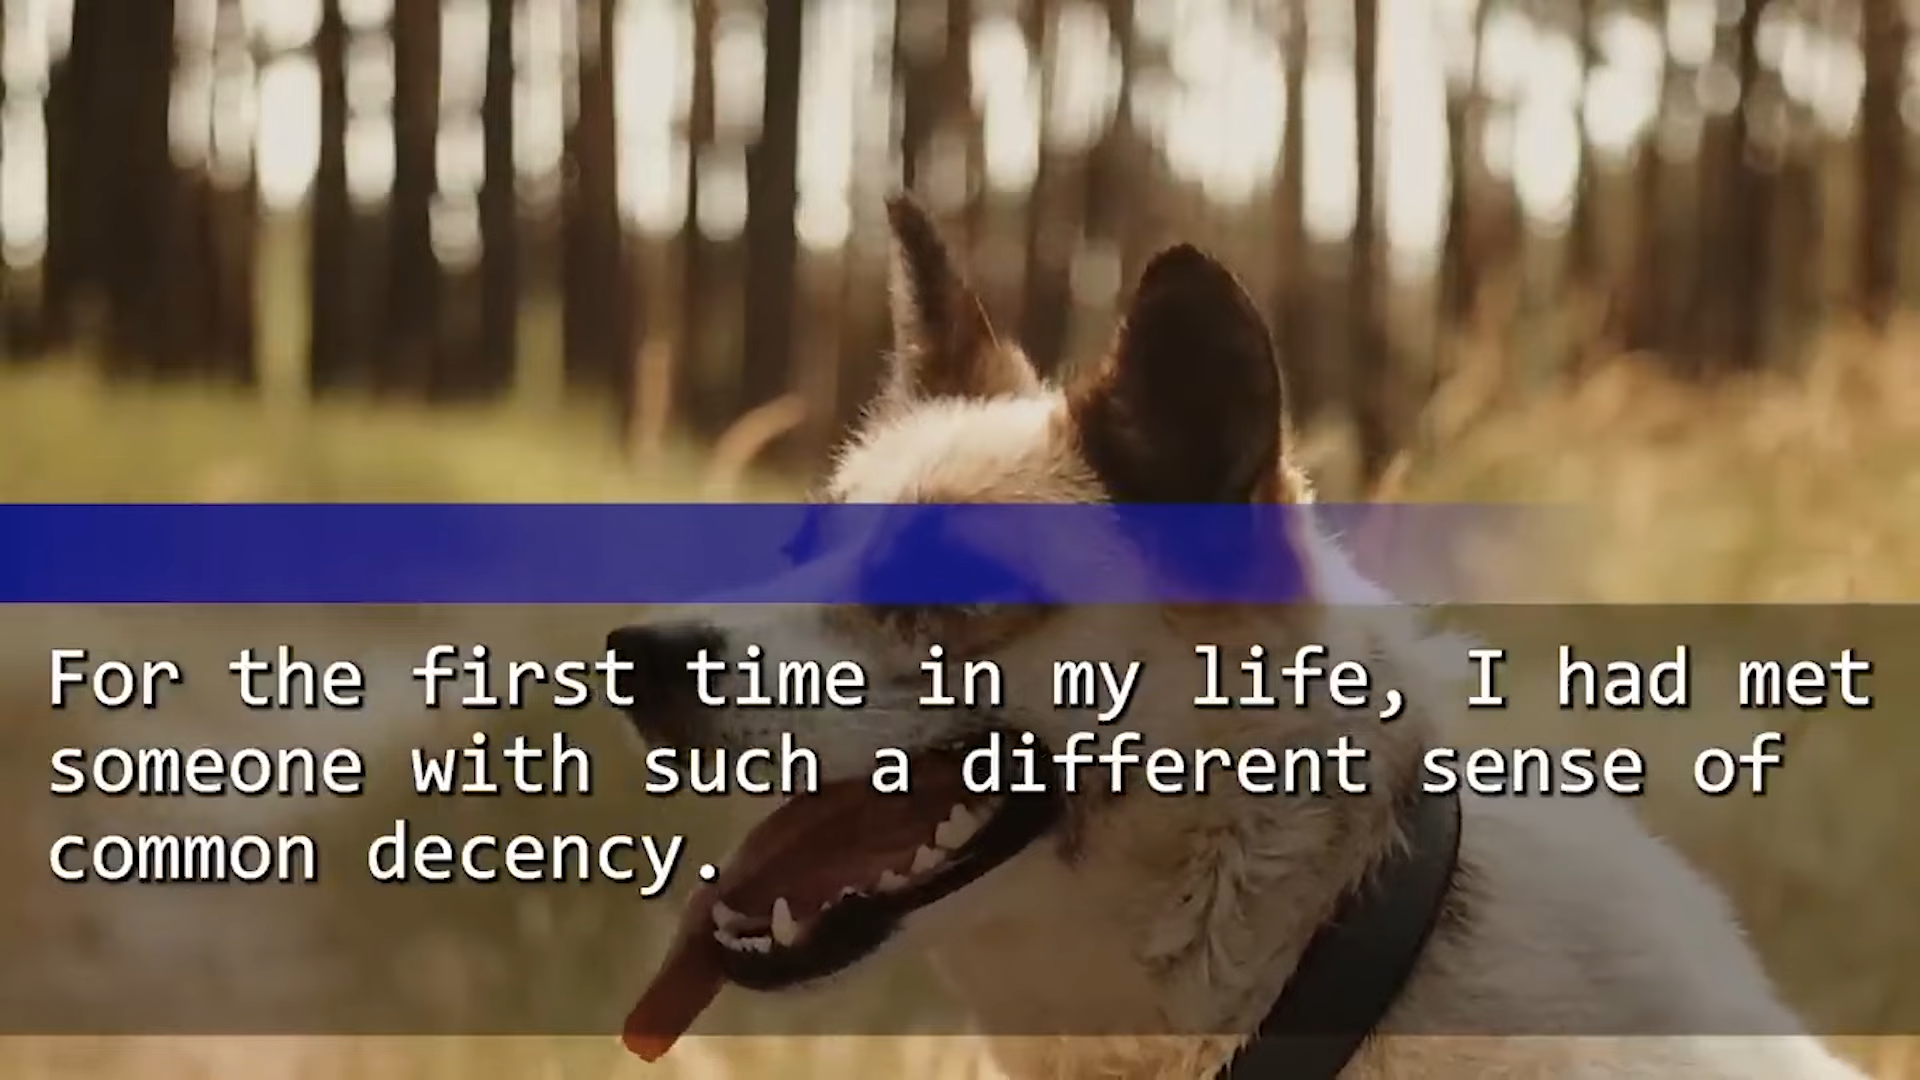 For the first time in my life, I had met
someone with such a different sense of
common decency.